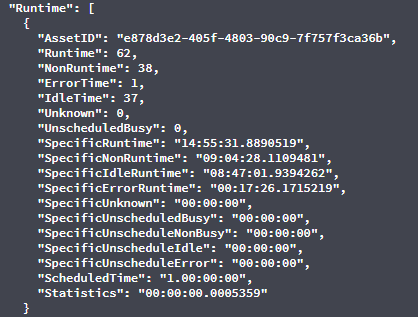 "Runtime": [
{
"AssetID": "e878d3e2-405f-4803-90c9-7f757f3ca36b",
"Runtime": 62,
"NonRuntime": 38,
"ErrorTime": 1,
"IdleTime": 37,
"Unknown": 0,
"UnscheduledBusy": 0,
"SpecificRuntime": "14:55:31.8890519",
"SpecificNonRuntime": "09:04:28.1109481",
"SpecificIdleRuntime": "08:47:01.9394262",
"SpecificErrorRuntime": "00:17:26.1715219",
"SpecificUnknown": "00:00:00",
"SpecificUnscheduledBusy": "00:00:00",
"SpecificUnscheduleNonBusy": "00:00:00",
"SpecificUnscheduleIdle": "00:00:00",
"SpecificUnscheduleError": "00:00:00",
"ScheduledTime": "1.00:00:00",
"Statistics": "00:00:00.0005359"
}